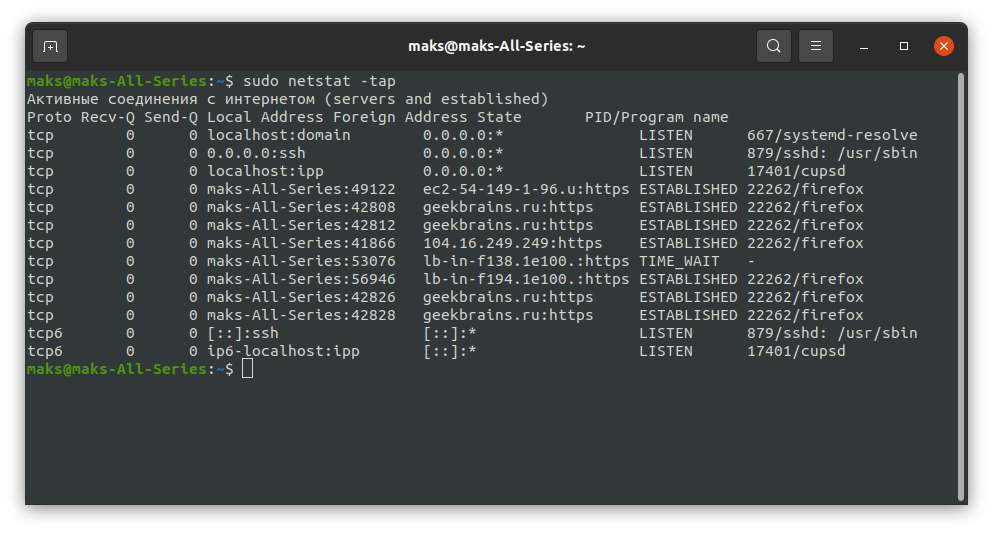 maks@maks-All-Series: ~
maks@maks-All-Series:~$ sudo netstat -tap
Активные соединения с интернетом (servers and established)
Proto Recv-Q Send-Q Local Address Foreign Address State       PID/Program name
tcp        0      0 localhost:domain        0.0.0.0:*               LISTEN      667/systemd-resolve
tcp        0      0 0.0.0.0:ssh             0.0.0.0:*               LISTEN      879/sshd: /usr/sbin
tcp        0      0 localhost:ipp           0.0.0.0:*               LISTEN      17401/cupsd
tcp        0      0 maks-All-Series:49122   ec2-54-149-1-96.u:https ESTABLISHED 22262/firefox
tcp        0      0 maks-All-Series:42808   geekbrains.ru:https     ESTABLISHED 22262/firefox
tcp        0      0 maks-All-Series:42812   geekbrains.ru:https     ESTABLISHED 22262/firefox
tcp        0      0 maks-All-Series:41866   104.16.249.249:https    ESTABLISHED 22262/firefox
tcp        0      0 maks-All-Series:53076   lb-in-f138.1e100.:https TIME_WAIT   -
tcp        0      0 maks-All-Series:56946   lb-in-f194.1e100.:https ESTABLISHED 22262/firefox
tcp        0      0 maks-All-Series:42826   geekbrains.ru:https     ESTABLISHED 22262/firefox
tcp        0      0 maks-All-Series:42828   geekbrains.ru:https     ESTABLISHED 22262/firefox
tcp6       0      0 [::]:ssh                [::]:*                  LISTEN      879/sshd: /usr/sbin
tcp6       0      0 ip6-localhost:ipp       [::]:*                  LISTEN      17401/cupsd
maks@maks-All-Series:~$